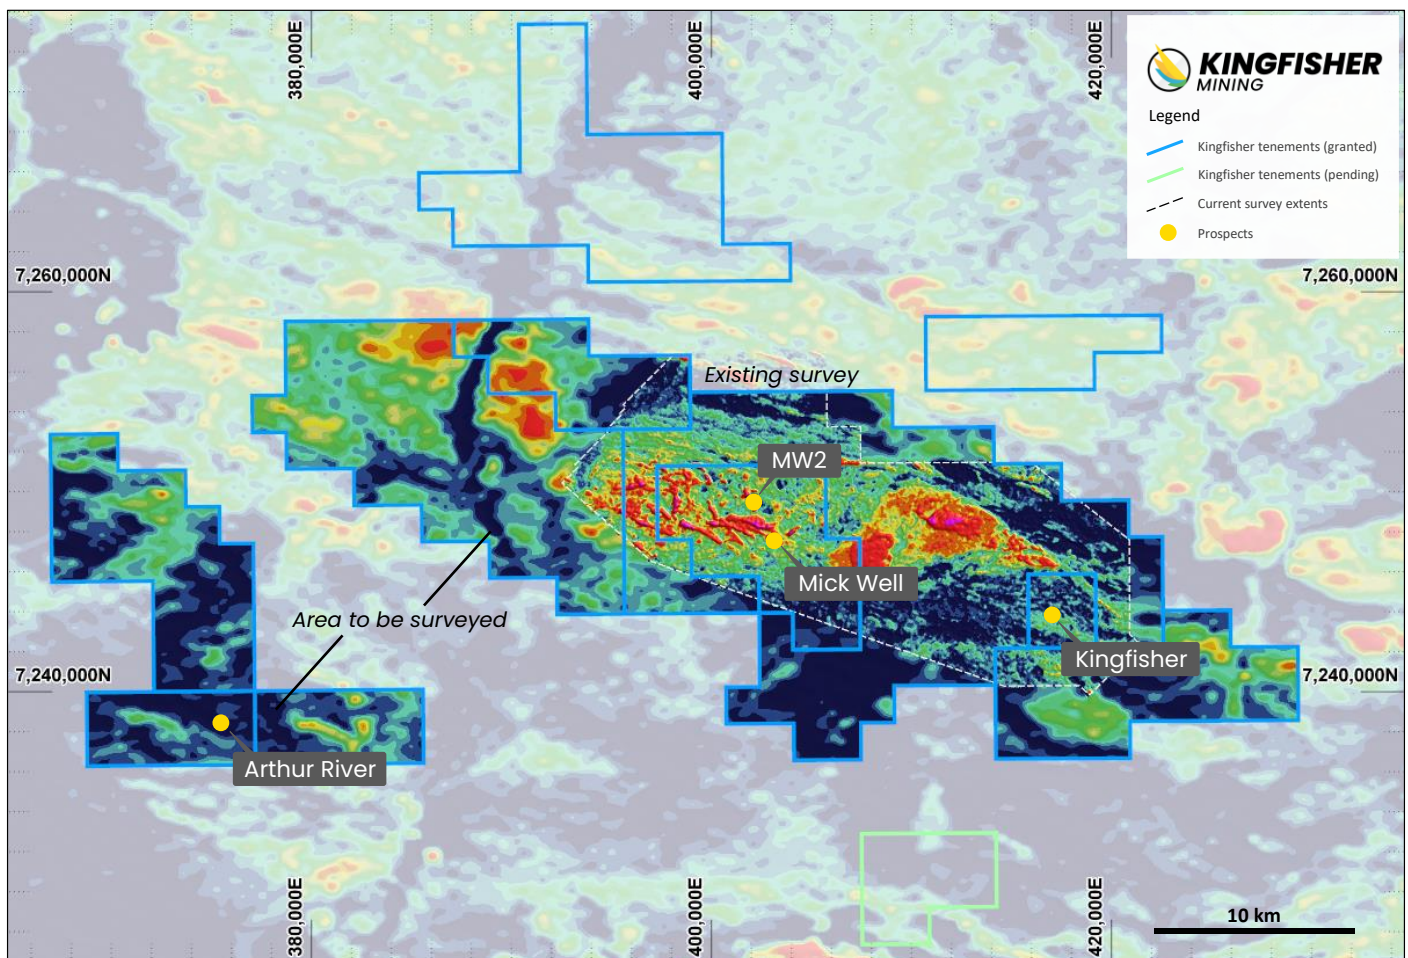 380,000E
400,000E
420,000E
KINGFISHER
MINING
Legend
Kingfisher tenements (granted)
Kingfisher tenements (pending)
Current survey extents
Prospects
7,260,000N
7,260,000N
Existing survey
MW2
Mick Well
Area to be surveyed
Kingfisher
7,240,000N
7,240,000N
Arthur River
380,000E
400,000E
420,000E
10 km